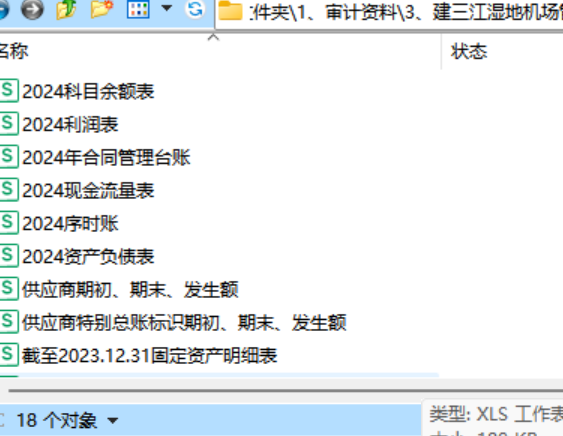 件夹\1、审计资料\3、建三江湿地机场
名称
状态
2024科目余额表
2024利润表
2024年合同管理台账
2024现金流量表
2024序时账
2024资产负债表
供应商期初、期末、发生额
供应商特别总账标识期初、期末、发生额
截至2023.12.31固定资产明细表
18 个对象
类型: XLS 工作表